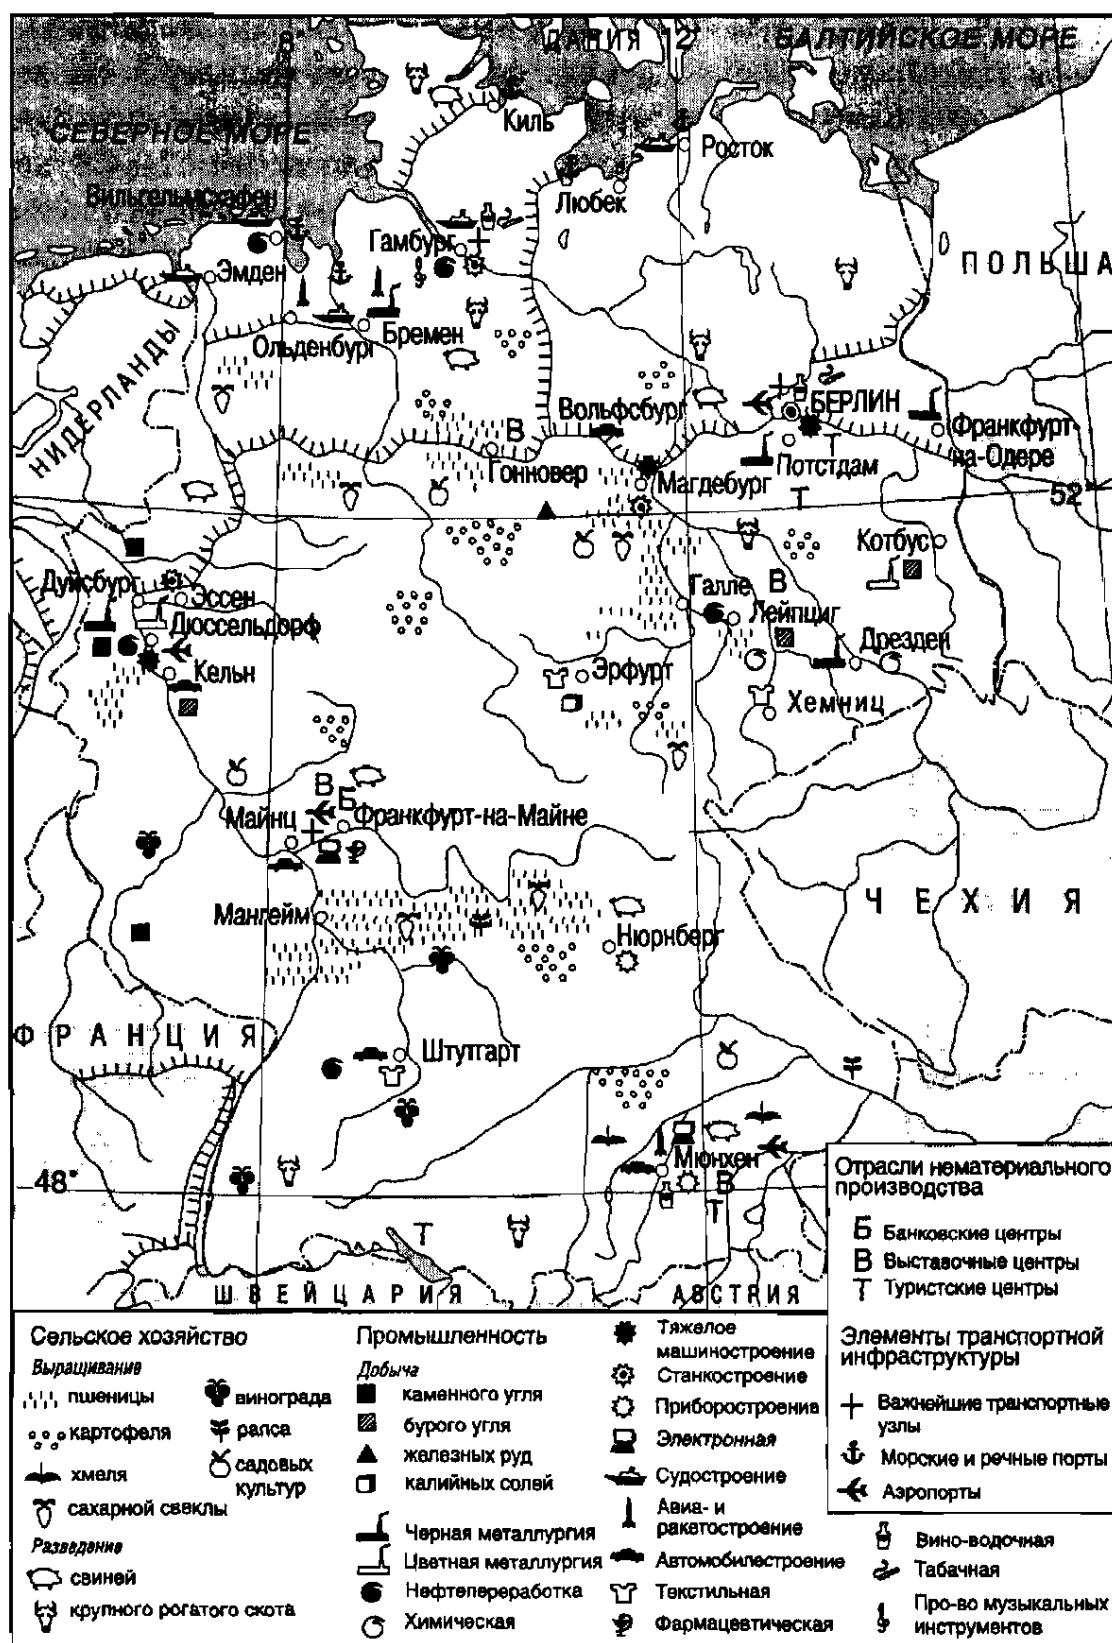 8°
ДАНИЯ
12°
БАЛТИЙСКОЕ МОРЕ
СЕВЕРНОЕ МОРЕ
Киль
Росток
Любек
Вильгельмсхафен
Гамбург
Эмден
ПОЛЬША
Ольденбург
Бремен
НИДЕРЛАНДЫ
Вольфсбург
БЕРЛИН
Франкфурт-
на-Одере
В
Т
Гонновер
Потстдам
Магдебург
Т
52°
Котбус
Дуйсбург
Эссен
Галле
В
Лейпциг
Дюссельдорф
Дрезден
Кельн
Эрфурт
Хемниц
В
Б
Майнц
Франкфурт-на-Майне
ЧЕХИЯ
Мангейм
Нюрнберг
ФРАНЦИЯ
Штутгарт
Мюнхен
48°
В
Т
Т
ШВЕЙЦАРИЯ
АВСТРИЯ
Отрасли нематериального
производства
Б Банковские центры
В Выставочные центры
Т Туристские центры
Элементы транспортной
инфраструктуры
Важнейшие транспортные
узлы
Морские и речные порты
Аэропорты
Сельское хозяйство
Выращивание
пшеницы
картофеля
хмеля
сахарной свеклы
винограда
рапса
садовых
культур
Разведение
свиней
крупного рогатого скота
Промышленность
Добыча
каменного угля
бурого угля
железных руд
калийных солей
Черная металлургия
Цветная металлургия
Нефтепереработка
Химическая
Тяжелое
машиностроение
Станкостроение
Приборостроение
Электронная
Судостроение
Авиа- и
ракетостроение
Автомобилестроение
Текстильная
Фармацевтическая
Вино-водочная
Табачная
Про-во музыкальных
инструментов